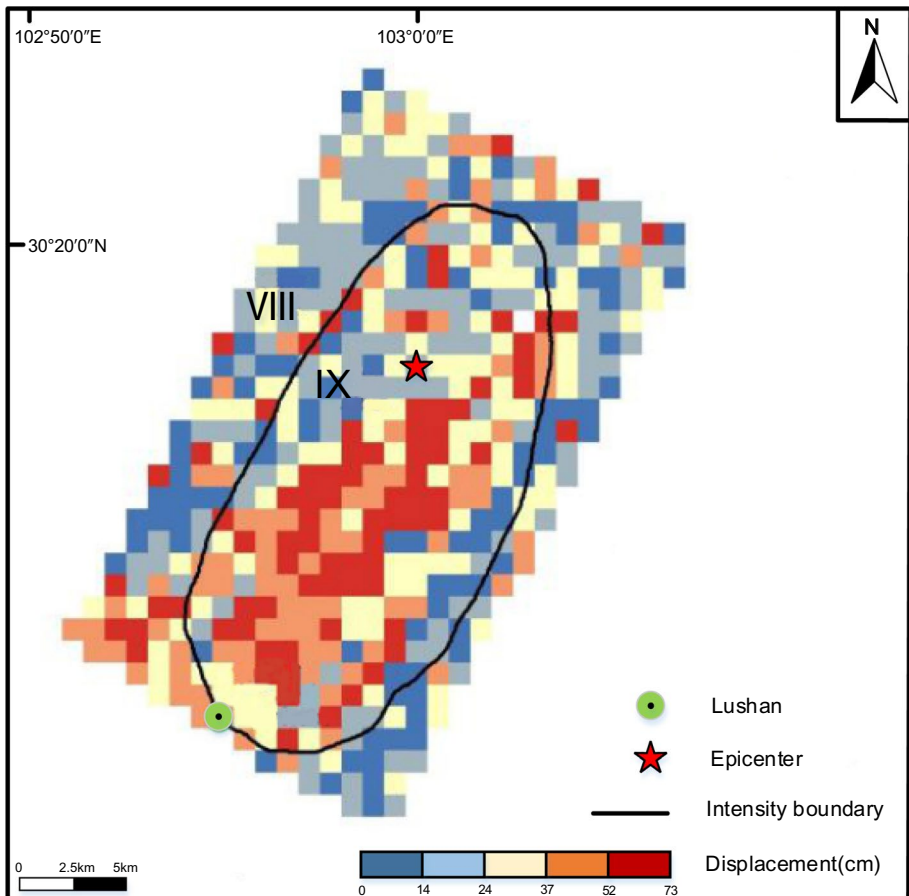 102°50′0″E
103°0′0″E
N
30°20′0″N
VIII
IX
Lushan
Epicenter
Intensity boundary
Displacement(cm)
0 2.5km 5km
0 14 24 37 52 73